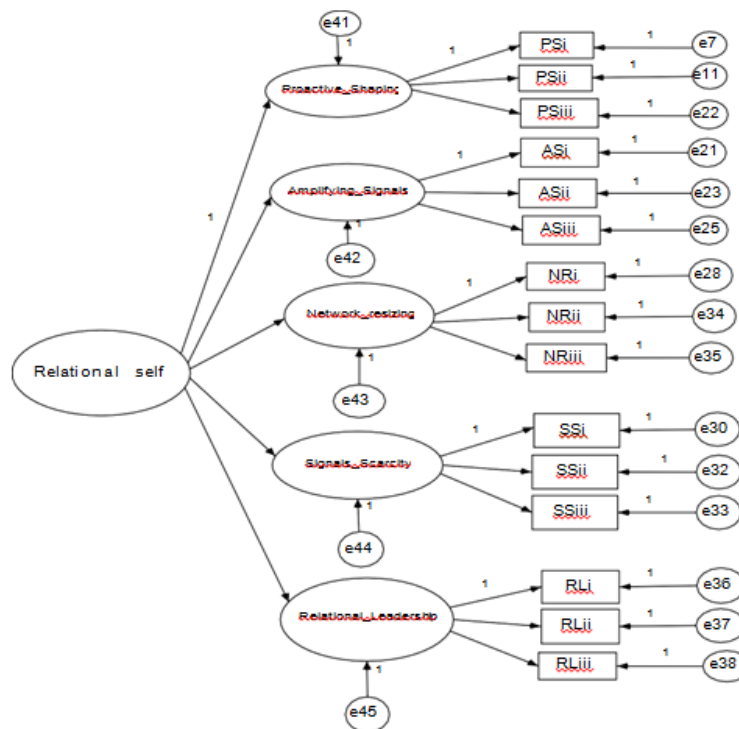 e41
1
1
PSi
1
e7
Proactive_Shaping
PSii
1
e11
PSiii
1
e22
1
ASi
1
e21
Amplifying_Signals
ASii
1
e23
1
ASiii
1
e25
1
e42
1
NRi
1
e28
Network_resizing
NRii
1
e34
1
NRiii
1
e35
Relational self
e43
1
SSi
1
e30
Signals_Scarcity
SSii
1
e32
1
SSiii
1
e33
e44
1
RLi
1
e36
Relational_Leadership
RLii
1
e37
1
RLiii
1
e38
e45